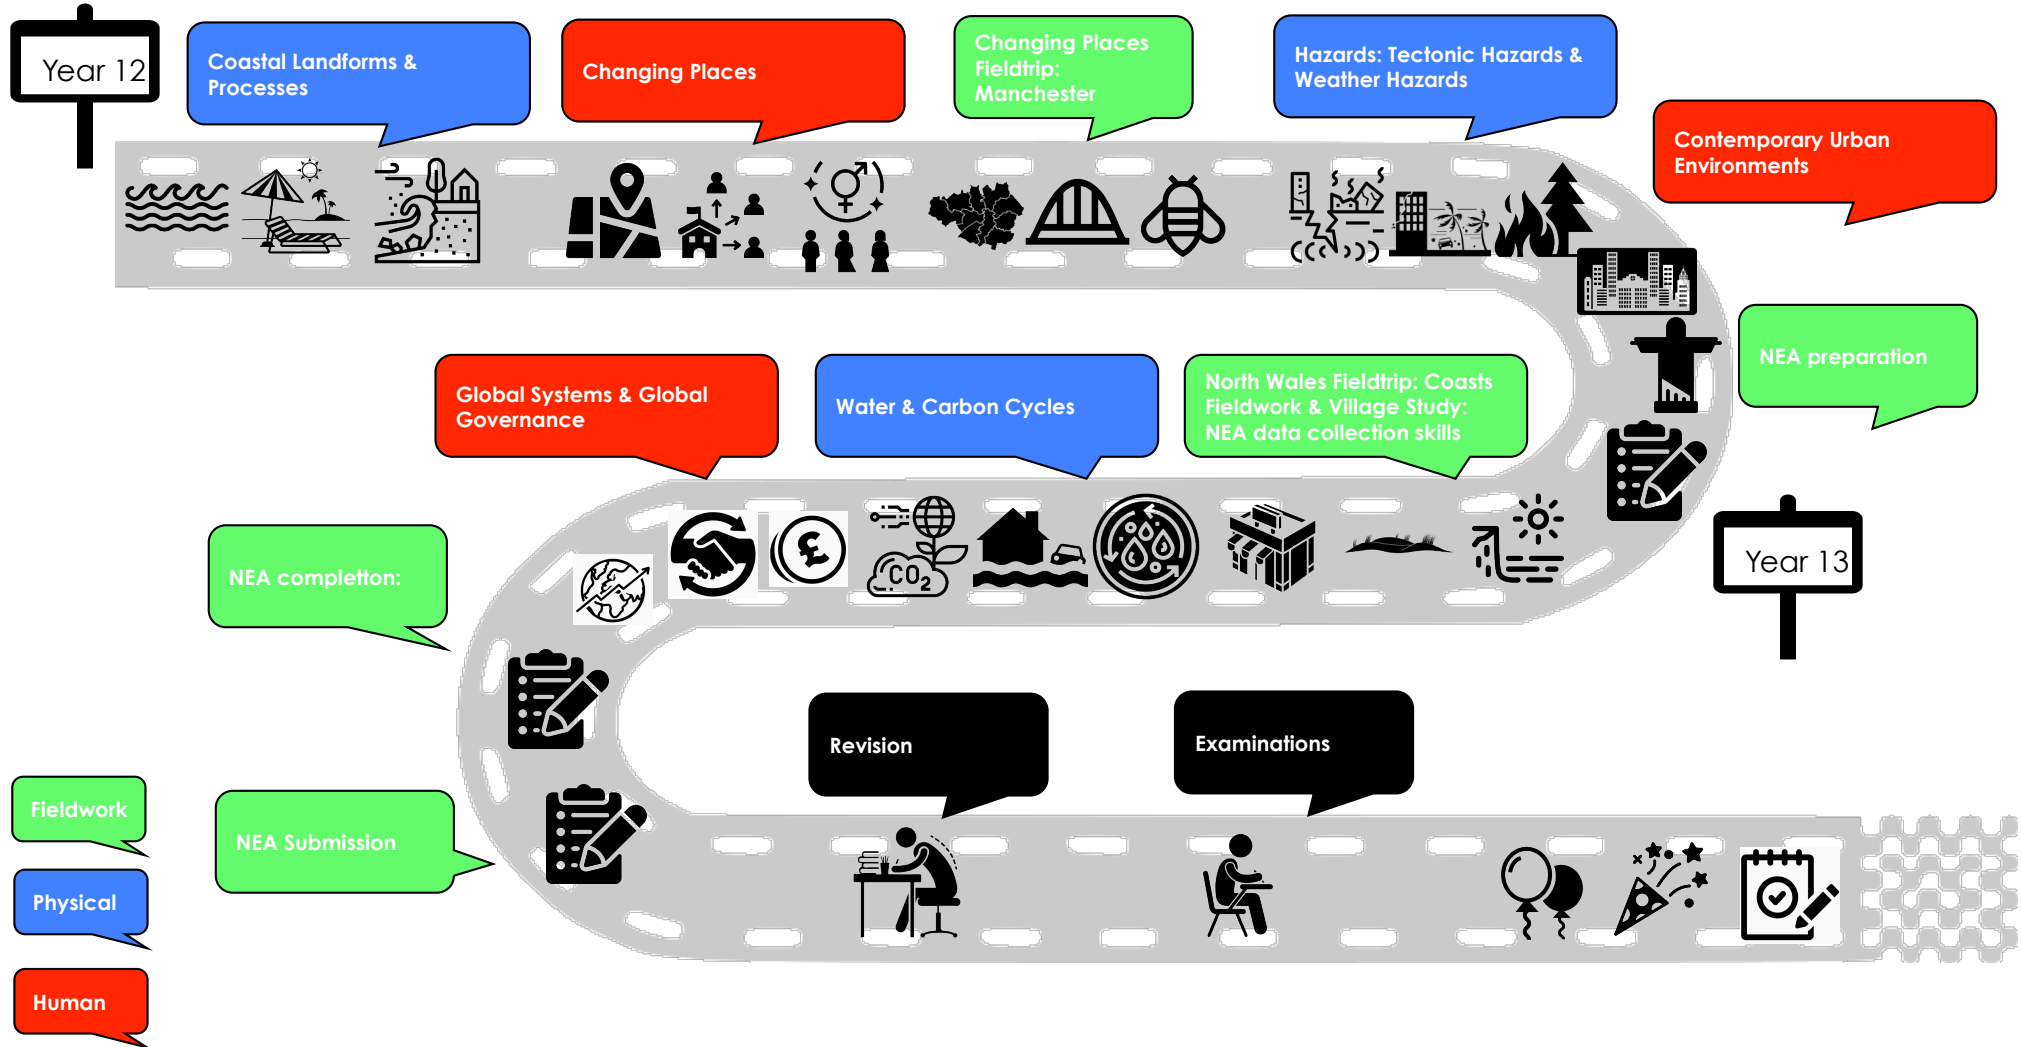 Year 12
Coastal Landforms &
Processes
Changing Places
Changing Places
Fieldtrip:
Manchester
Hazards: Tectonic Hazards &
Weather Hazards
Contemporary Urban
Environments
NEA preparation
Year 13
North Wales Fieldtrip: Coasts
Fieldwork & Village Study:
NEA data collection skills
Water & Carbon Cycles
CO2
Global Systems & Global
Governance
£
NEA completton:
NEA Submission
Revision
Examinations
Fieldwork
Physical
Human